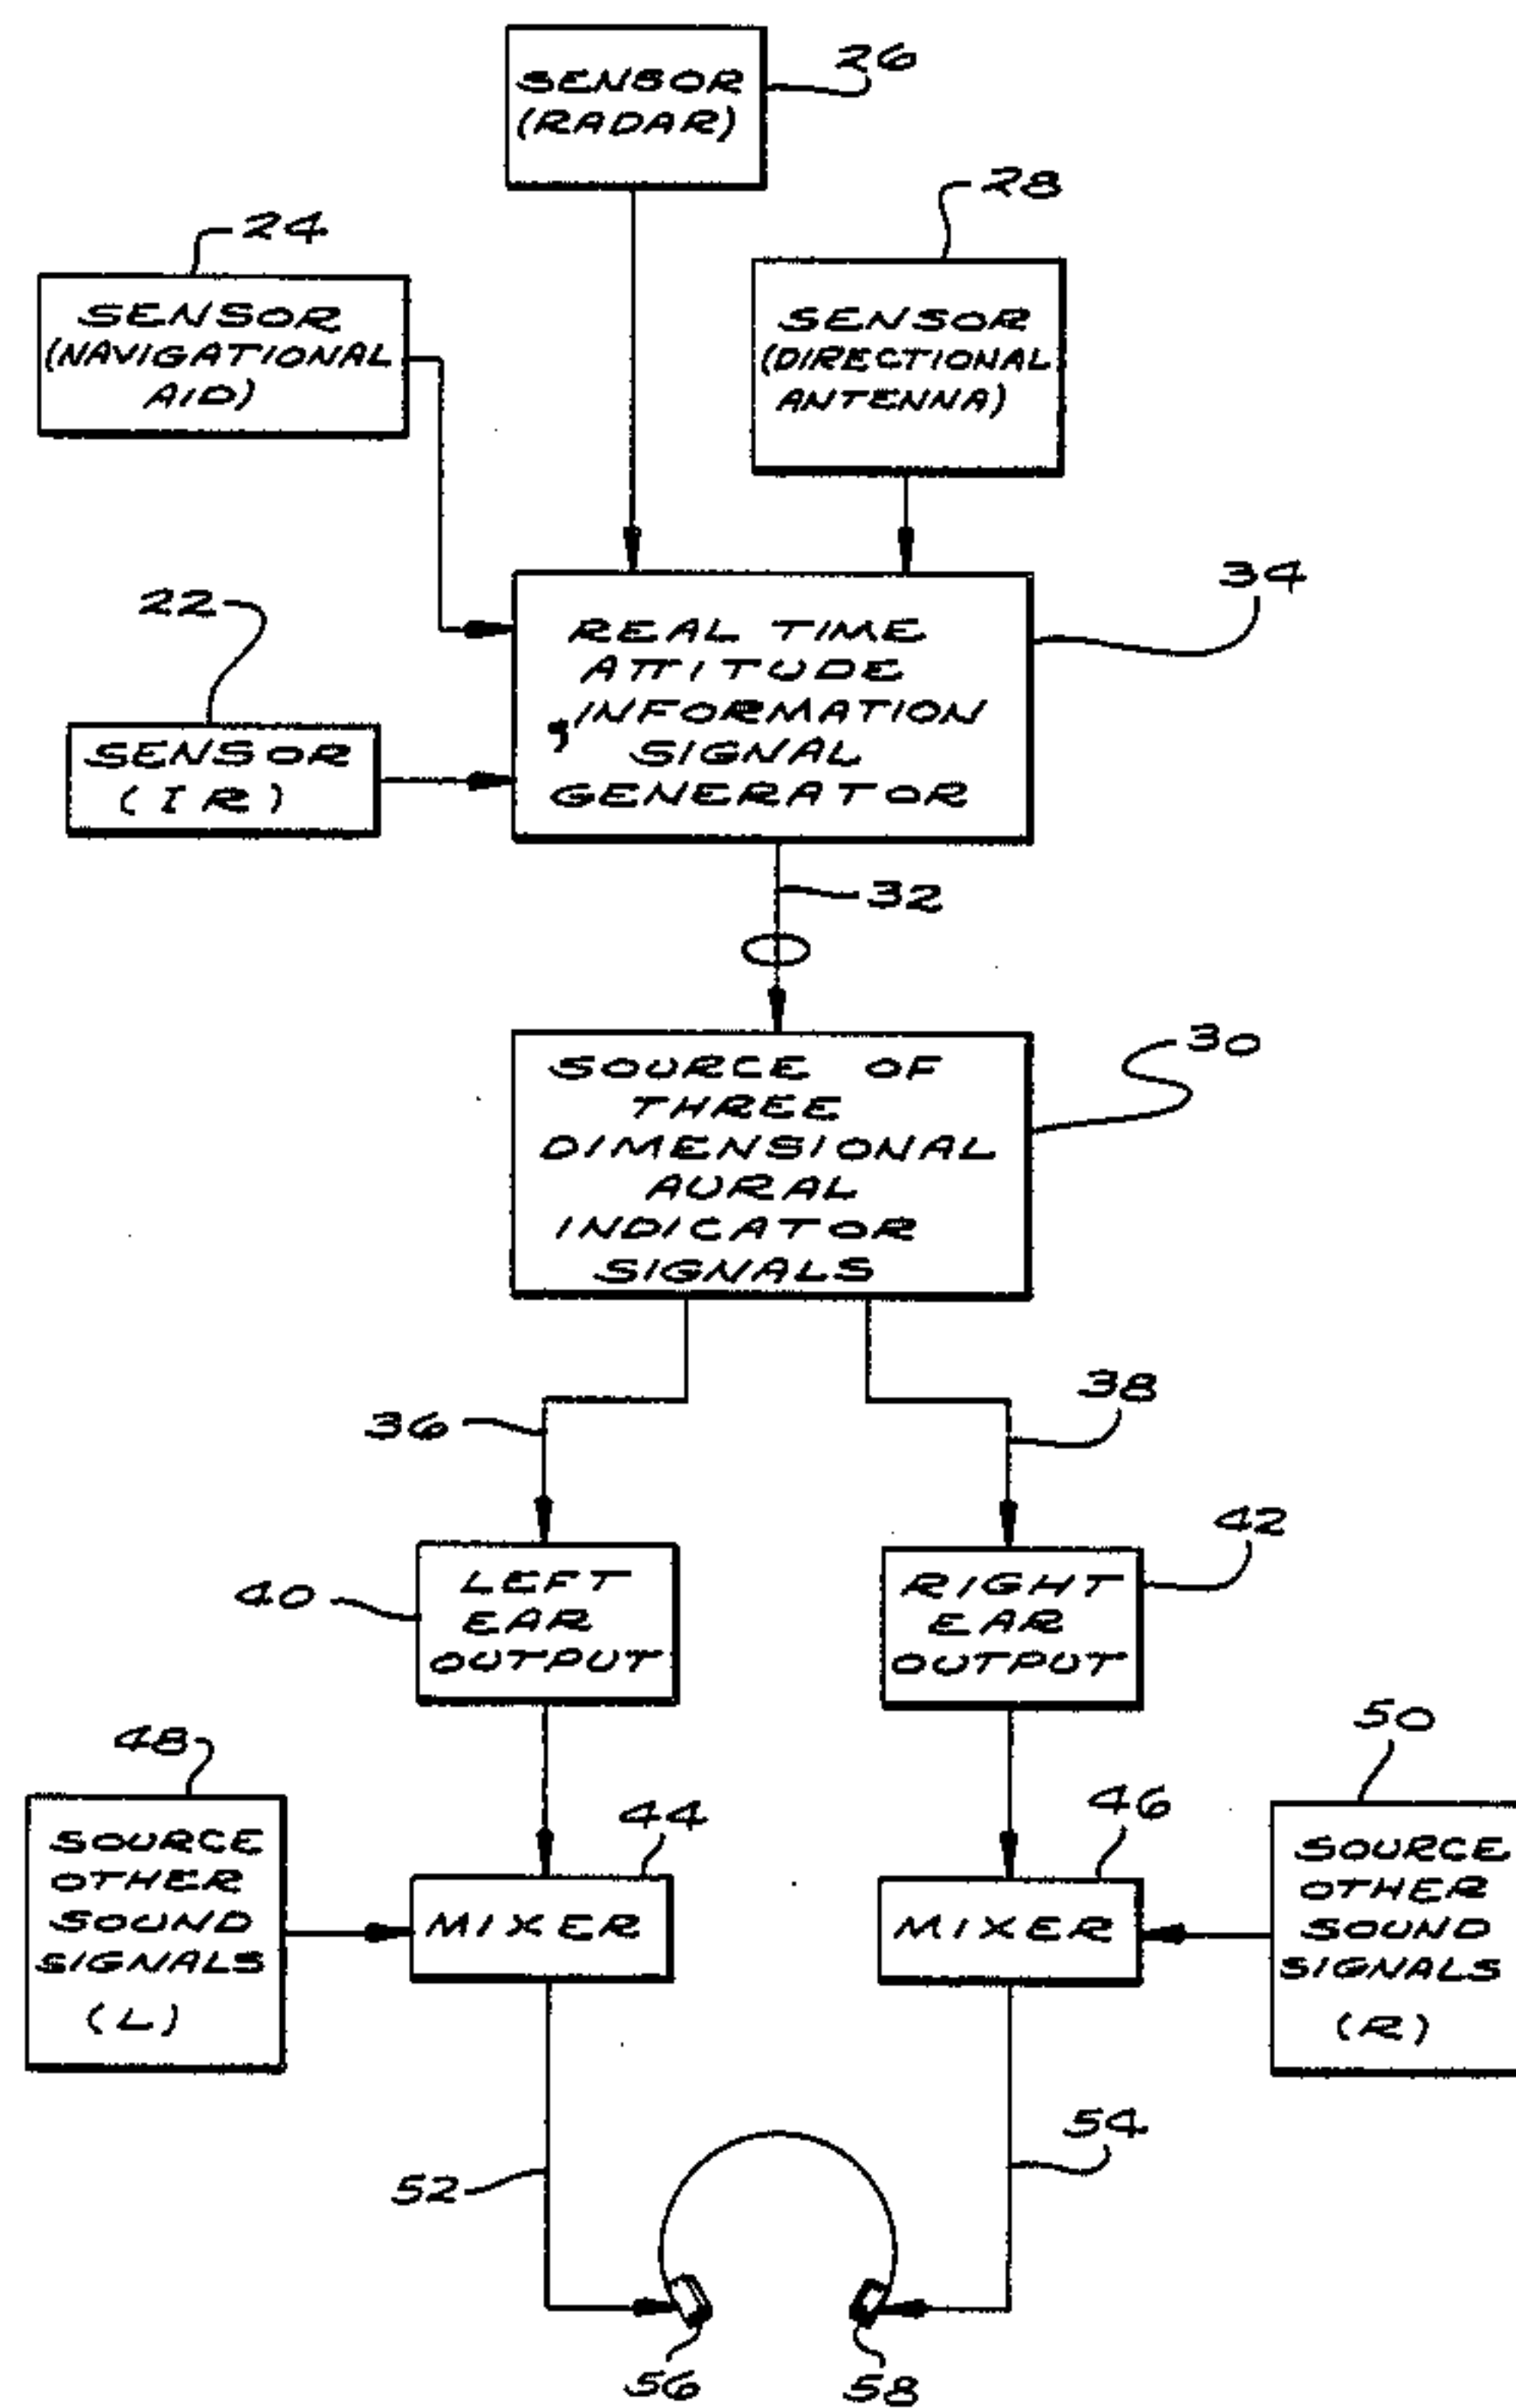 26
SENSOR
(RADAR)
28
24
SENSOR
(NAVIGATIONAL
AID)
SENSOR
(DIRECTIONAL
ANTENNA)
34
22
REAL TIME
ATTITUDE
, INFORMATION
SIGNAL
GENERATOR
SENSOR
(IR)
32
30
SOURCE OF
THREE
DIMENSIONAL
AURAL
INDICATOR
SIGNALS
36
38
40
LEFT
EAR
OUTPUT
42
RIGHT
EAR
OUTPUT
48
44
46
50
SOURCE
OTHER
SOUND
SIGNALS
(L)
MIXER
MIXER
SOURCE
OTHER
SOUND
SIGNALS
(R)
52
54
56
58